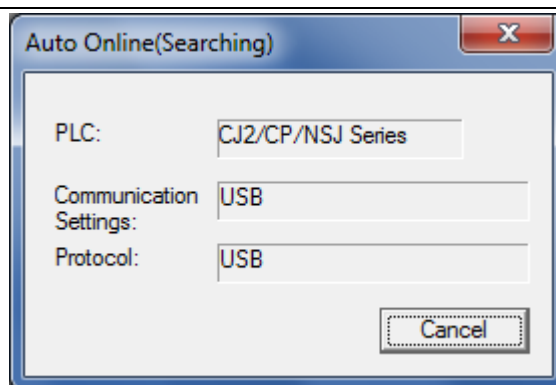 Auto Online(Searching)
PLC:
CJ2/CP/NSJ Series
Communication
Settings:
USB
Protocol:
USB
Cancel